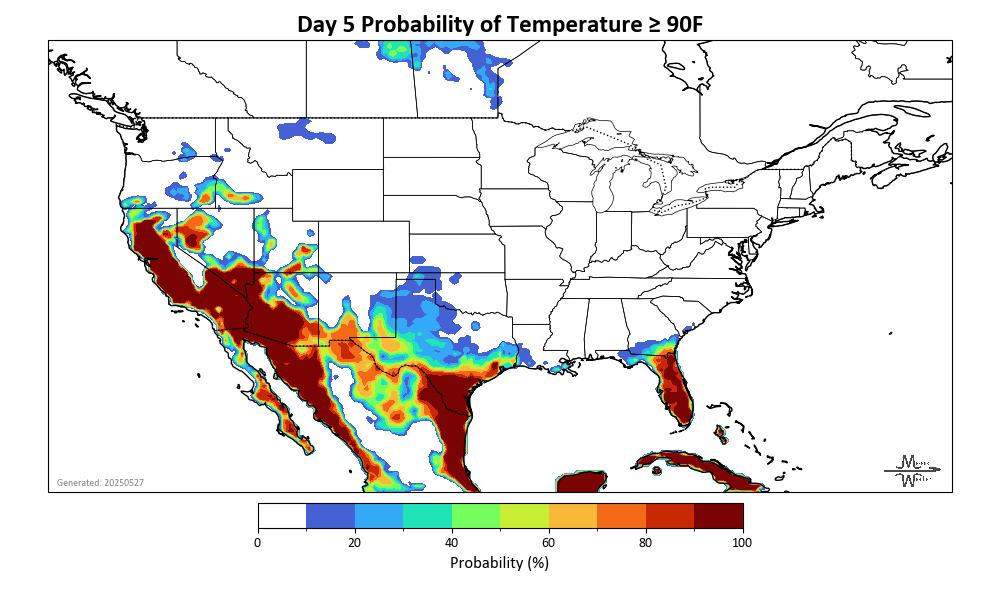 Day 5 Probability of Temperature ≥ 90F
Generated: 20250527
0 20 40 60 80 100
Probability (%)